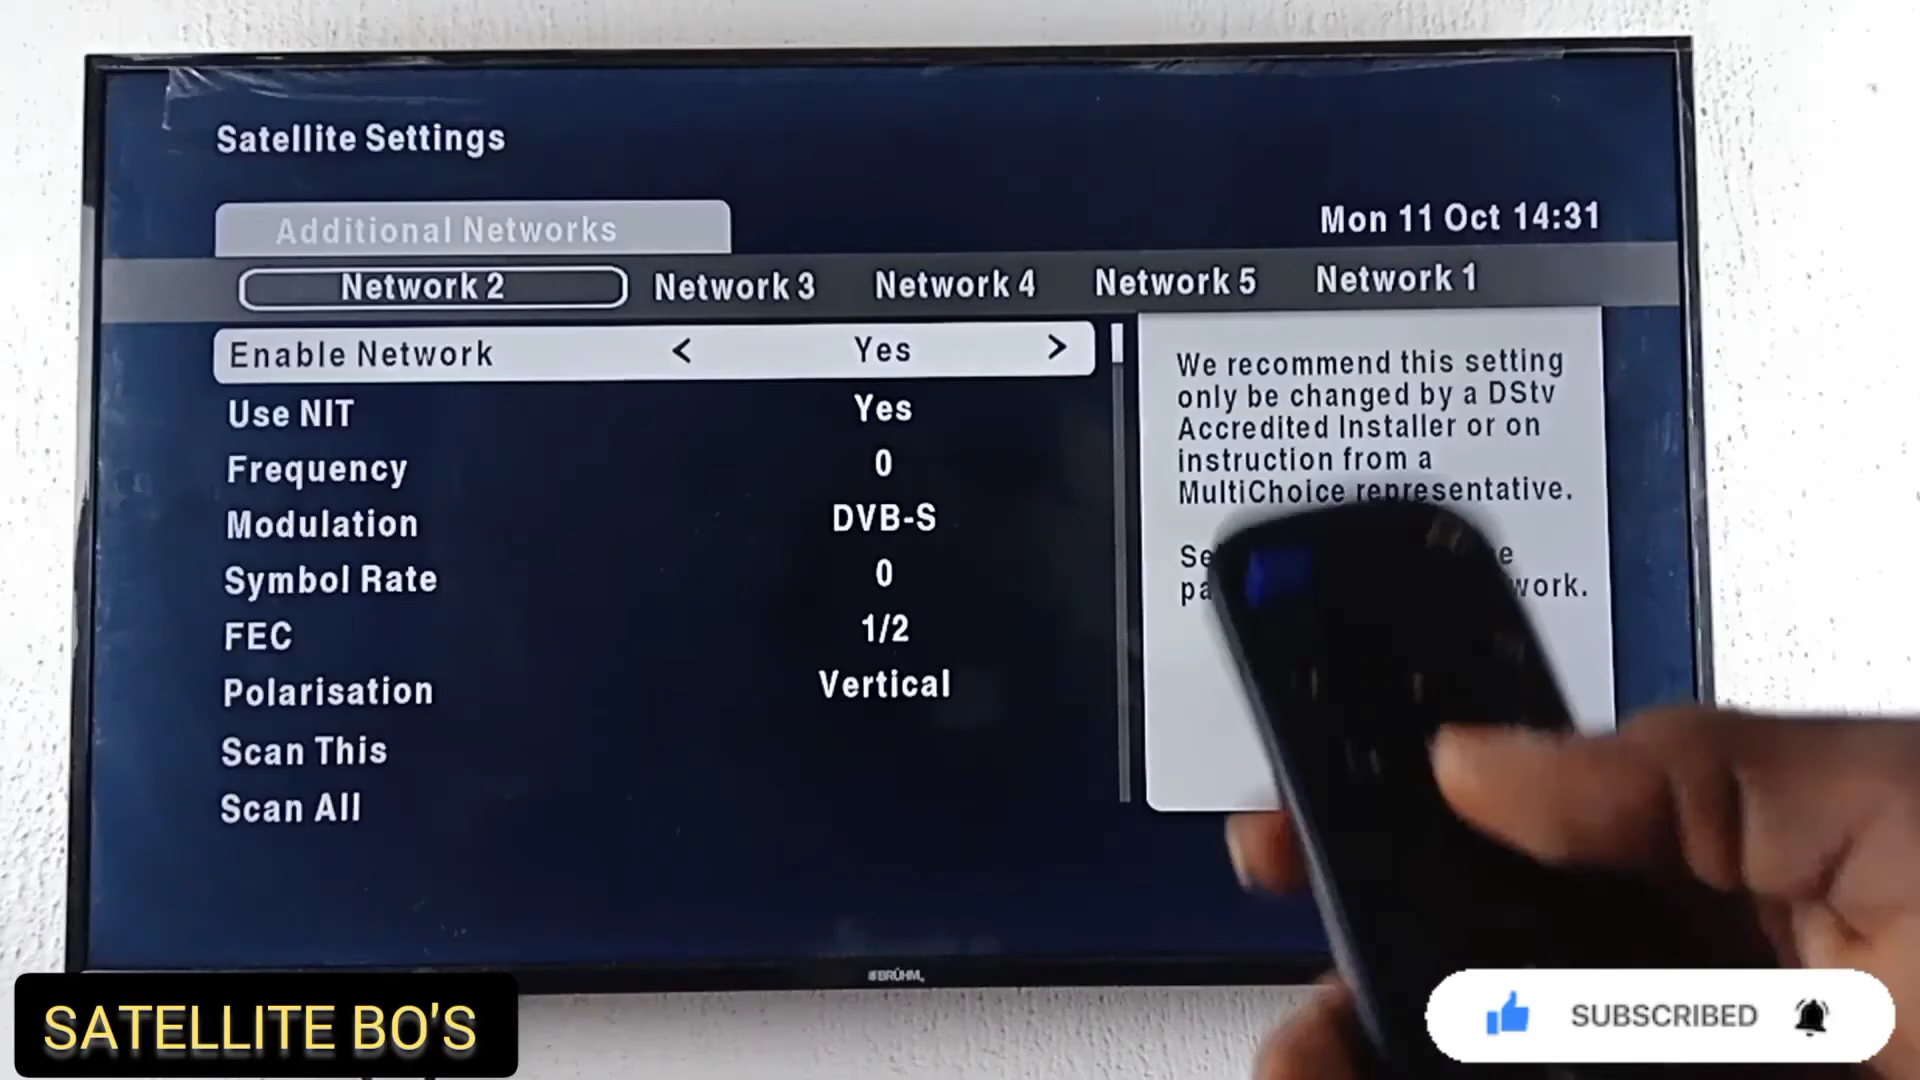 Satellite Settings
Additional Networks
Mon 11 Oct 14:31
Network 2 Network 3 Network 4 Network 5 Network 1
Enable Network < Yes >
Use NIT Yes
Frequency 0
Modulation DVB-S
Symbol Rate 0
FEC 1/2
Polarisation Vertical
Scan This
Scan All
We recommend this setting
only be changed by a DStv
Accredited Installer or on
instruction from a
MultiChoice representative.
BRÜHM
SATELLITE BO'S
SUBSCRIBED